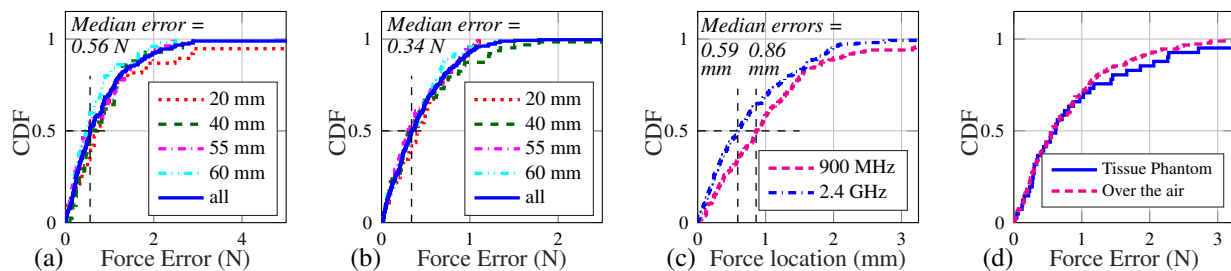 Median error =
0.56 N
1
0.5
0
CDF
20 mm
40 mm
55 mm
60 mm
all
0
2
4
(a)
Force Error (N)
Median error =
0.34 N
1
0.5
0
CDF
20 mm
40 mm
55 mm
60 mm
all
0
1
2
(b)
Force Error (N)
Median errors =
0.59
mm
0.86
mm
1
0.5
0
CDF
900 MHz
2.4 GHz
0
1
2
3
(c)
Force location (mm)
1
0.5
0
CDF
Tissue Phantom
Over the air
0
1
2
3
(d)
Force Error (N)